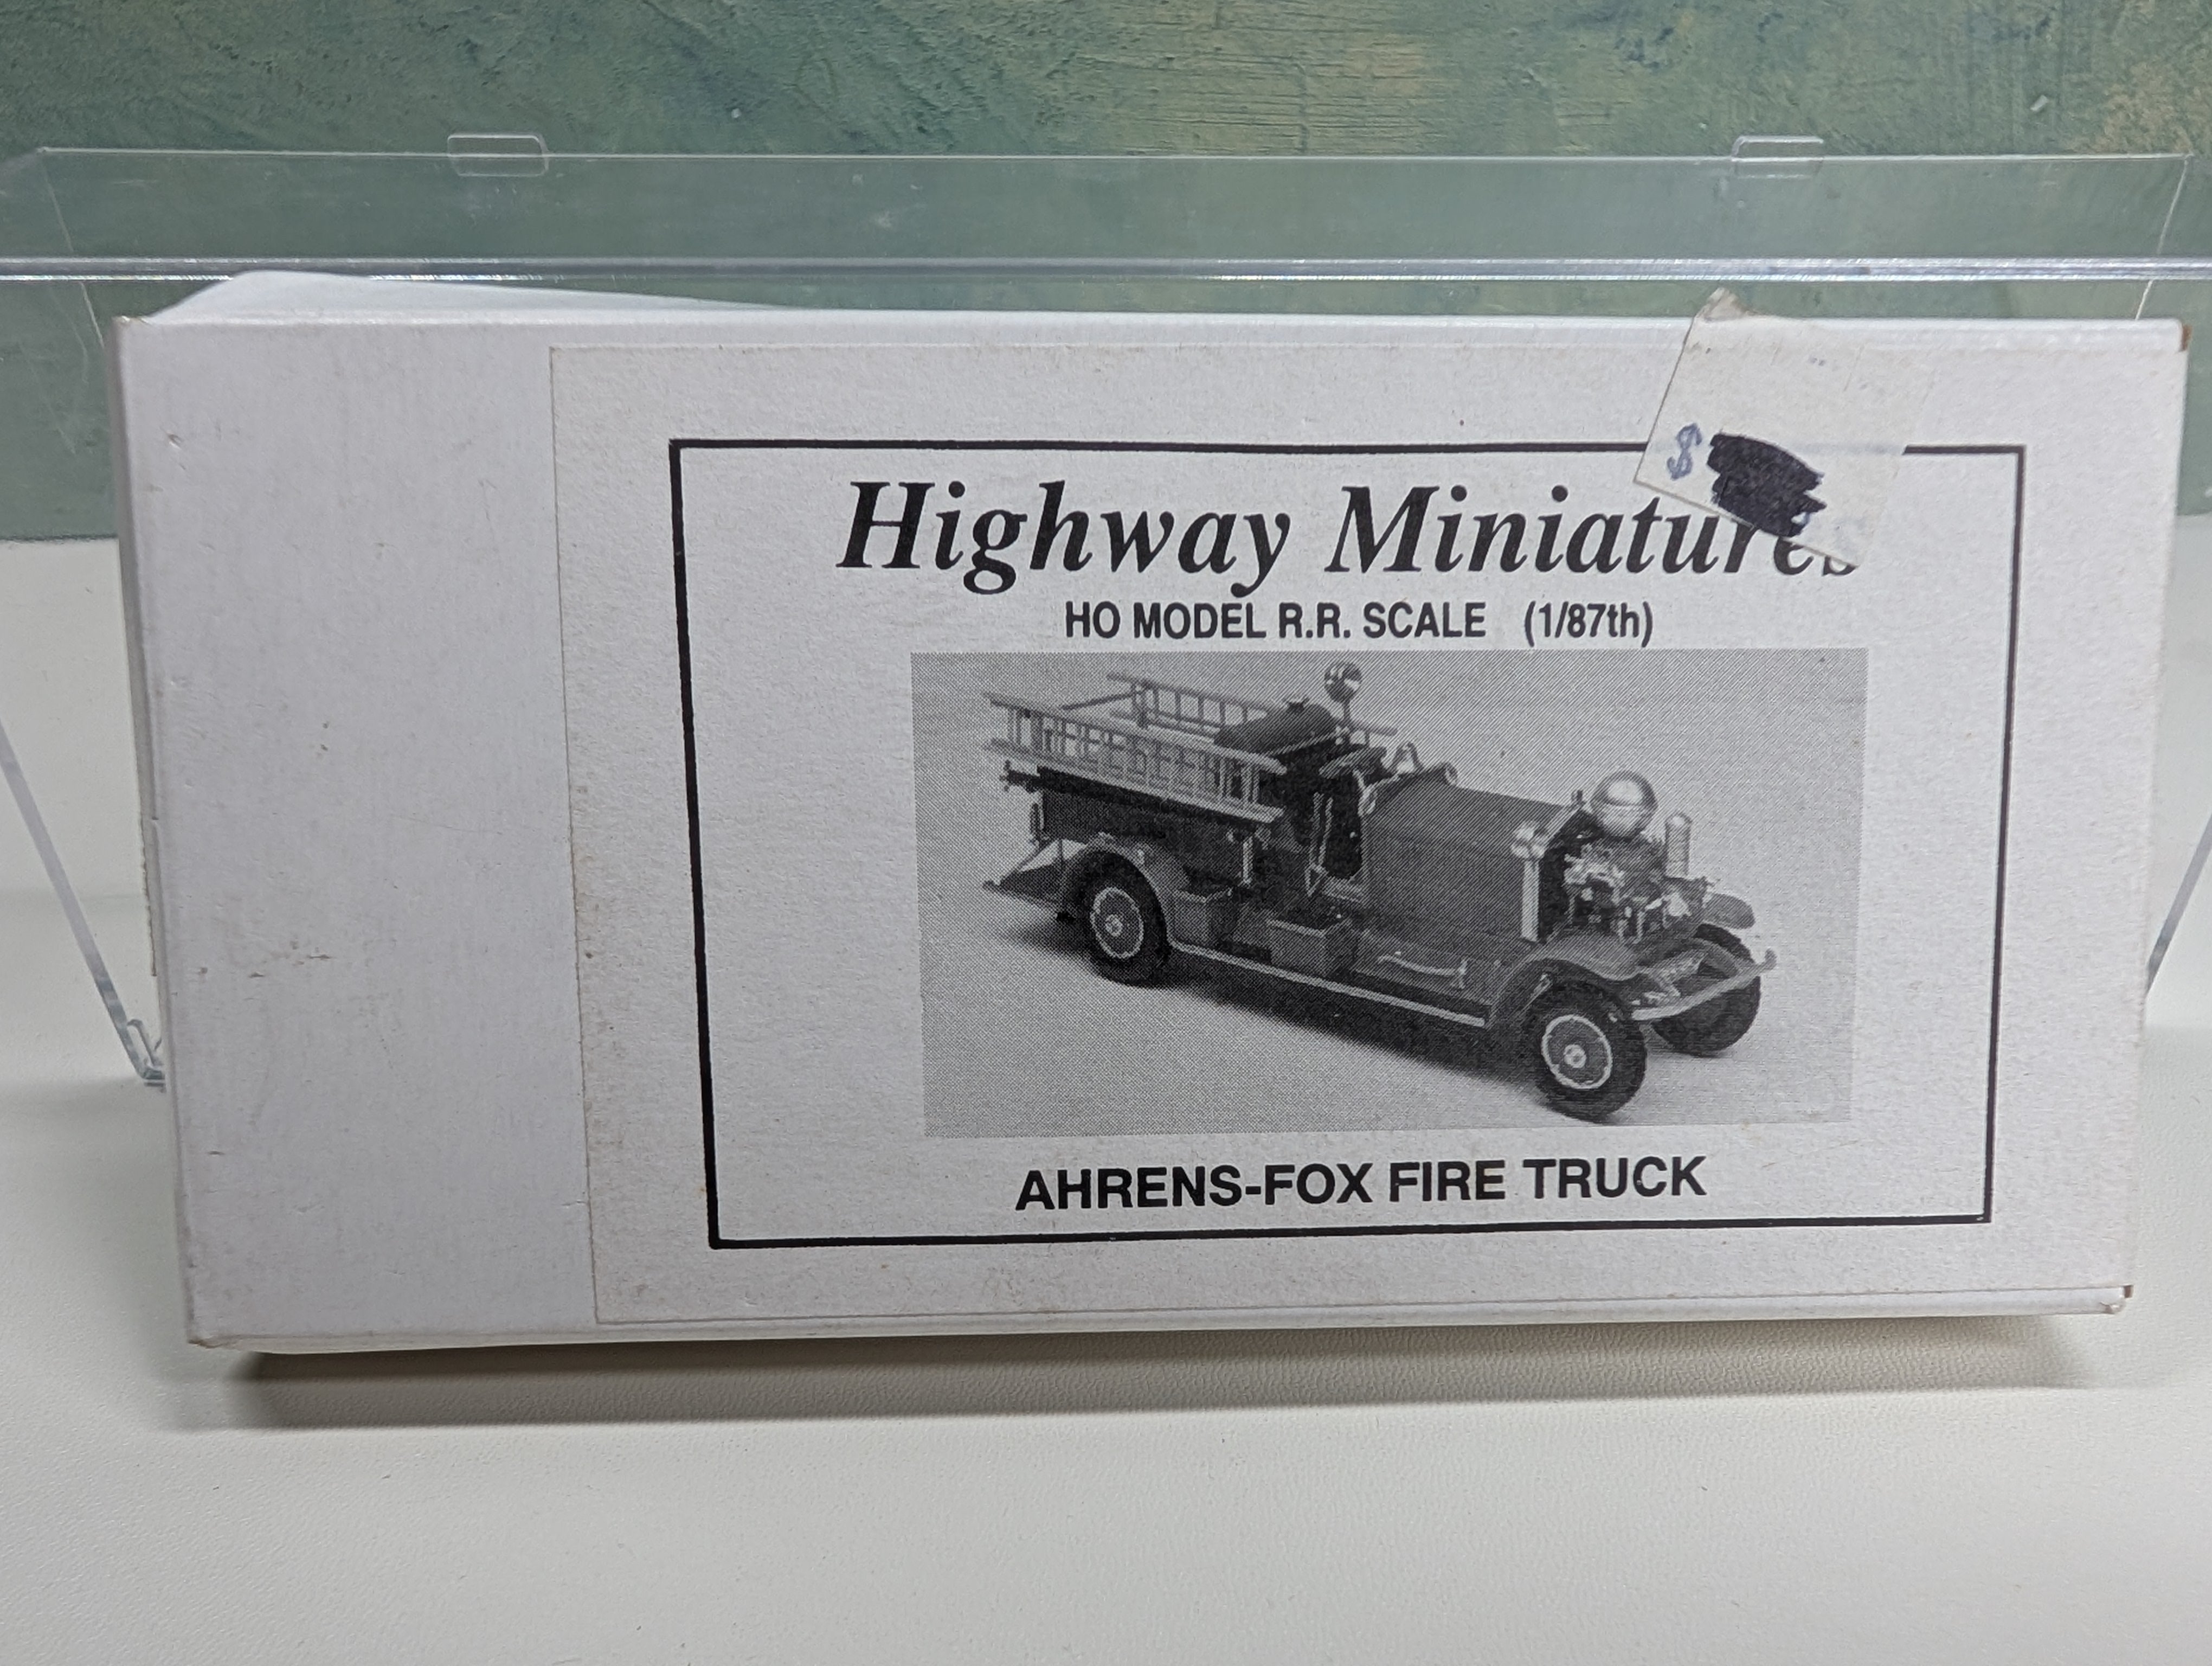 $
Highway Miniatures
HO MODEL R.R. SCALE (1/87th)
AHRENS-FOX FIRE TRUCK